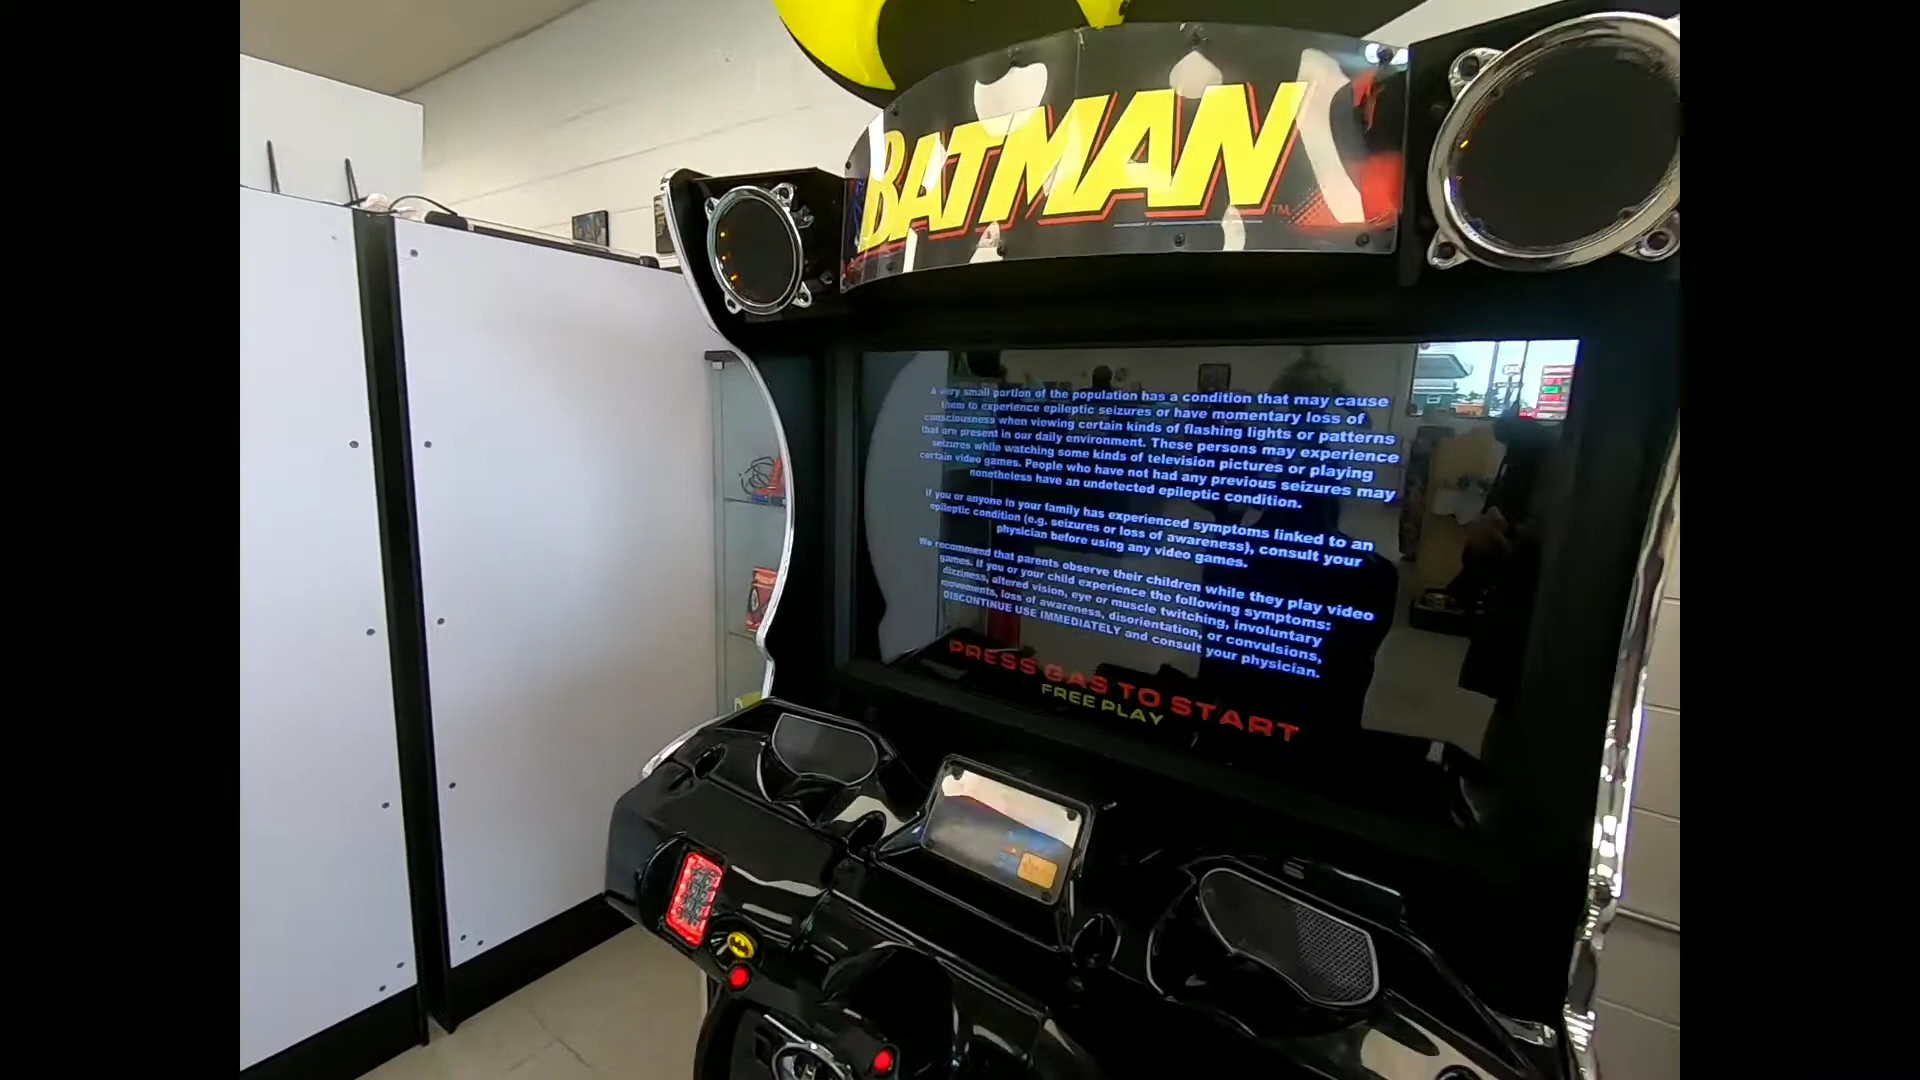 BATMAN
TM
A very small portion of the population has a condition that may cause
them to experience epileptic seizures or have momentary loss of
consciousness when viewing certain kinds of flashing lights or patterns
that are present in our daily environment. These persons may experience
seizures while watching some kinds of television pictures or playing
certain video games. People who have not had any previous seizures may
nonetheless have an undetected epileptic condition.
If you or anyone in your family has experienced symptoms linked to an
epileptic condition (e.g. seizures or loss of awareness), consult your
physician before using any video games.
We recommend that parents observe their children while they play video
games. If you or your child experience the following symptoms:
dizziness, altered vision, eye or muscle twitching, involuntary
movements, loss of awareness, disorientation, or convulsions,
DISCONTINUE USE IMMEDIATELY and consult your physician.
PRESS GAS TO START
FREE PLAY